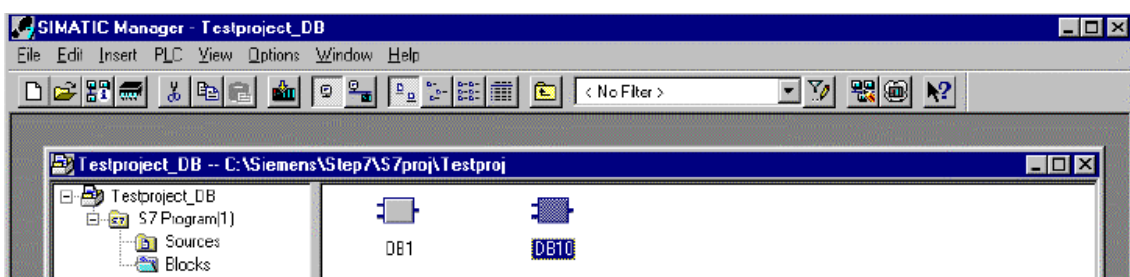 SIMATIC Manager - Testproject_DB
File Edit Insert PLC View Options Window Help
< No Filter >
Testproject_DB -- C:\Siemens\Step7\S7proj\Testproj
Testproject_DB
S7 Program(1)
Sources
Blocks
DB1
DB10